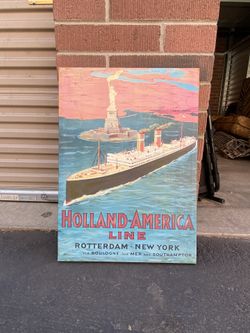 HOLLAND-AMERICA
LINE
ROTTERDAM - NEW YORK
VIA BOULOGNE SUR MER AND SOUTHAMPTON